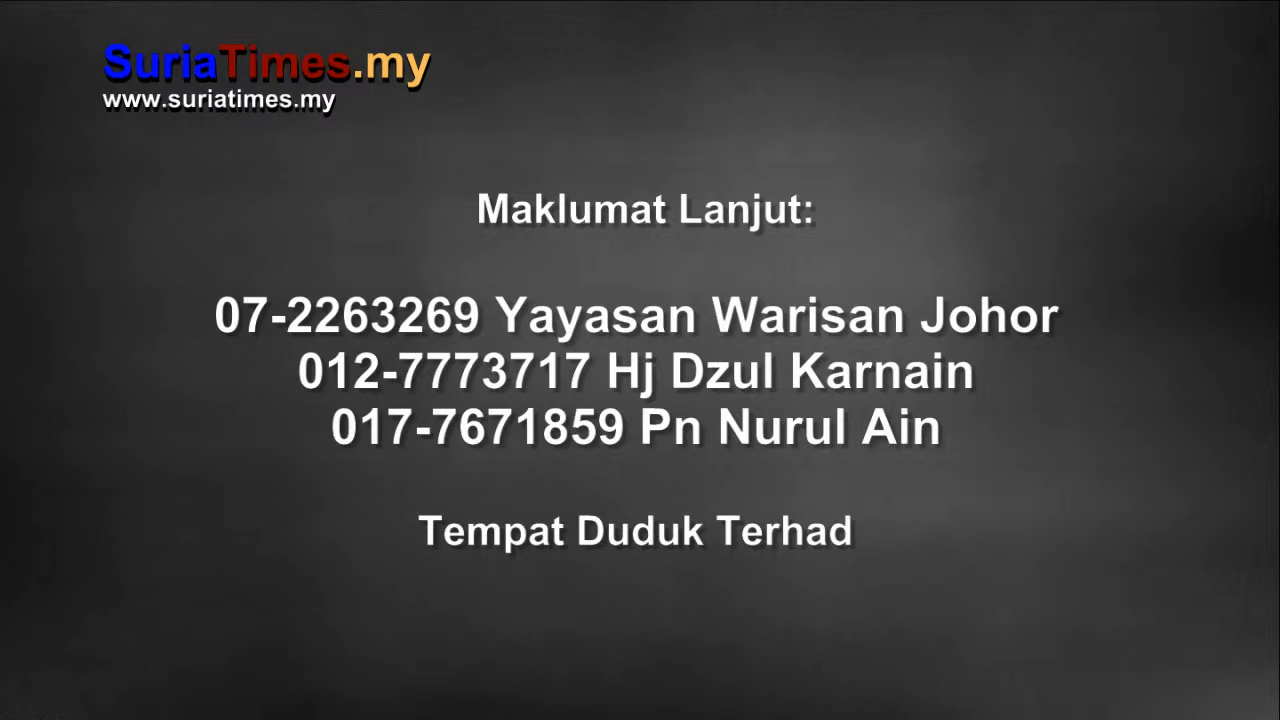 SuriaTimes.my
www.suriatimes.my
Maklumat Lanjut:
07-2263269 Yayasan Warisan Johor
012-7773717 Hj Dzul Karnain
017-7671859 Pn Nurul Ain
Tempat Duduk Terhad